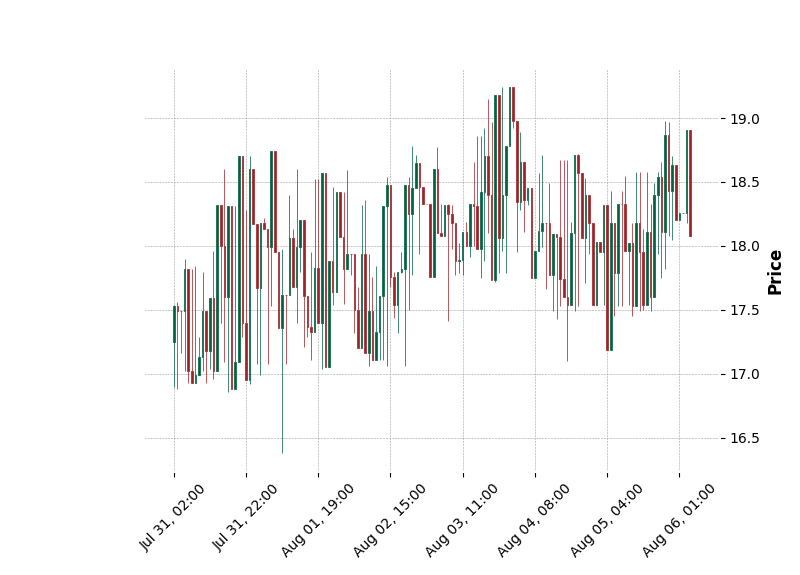 19.0
18.5
18.0
17.5
17.0
16.5
Price
Jul 31, 02:00
Jul 31, 22:00
Aug 01, 19:00
Aug 02, 15:00
Aug 03, 11:00
Aug 04, 08:00
Aug 05, 04:00
Aug 06, 01:00